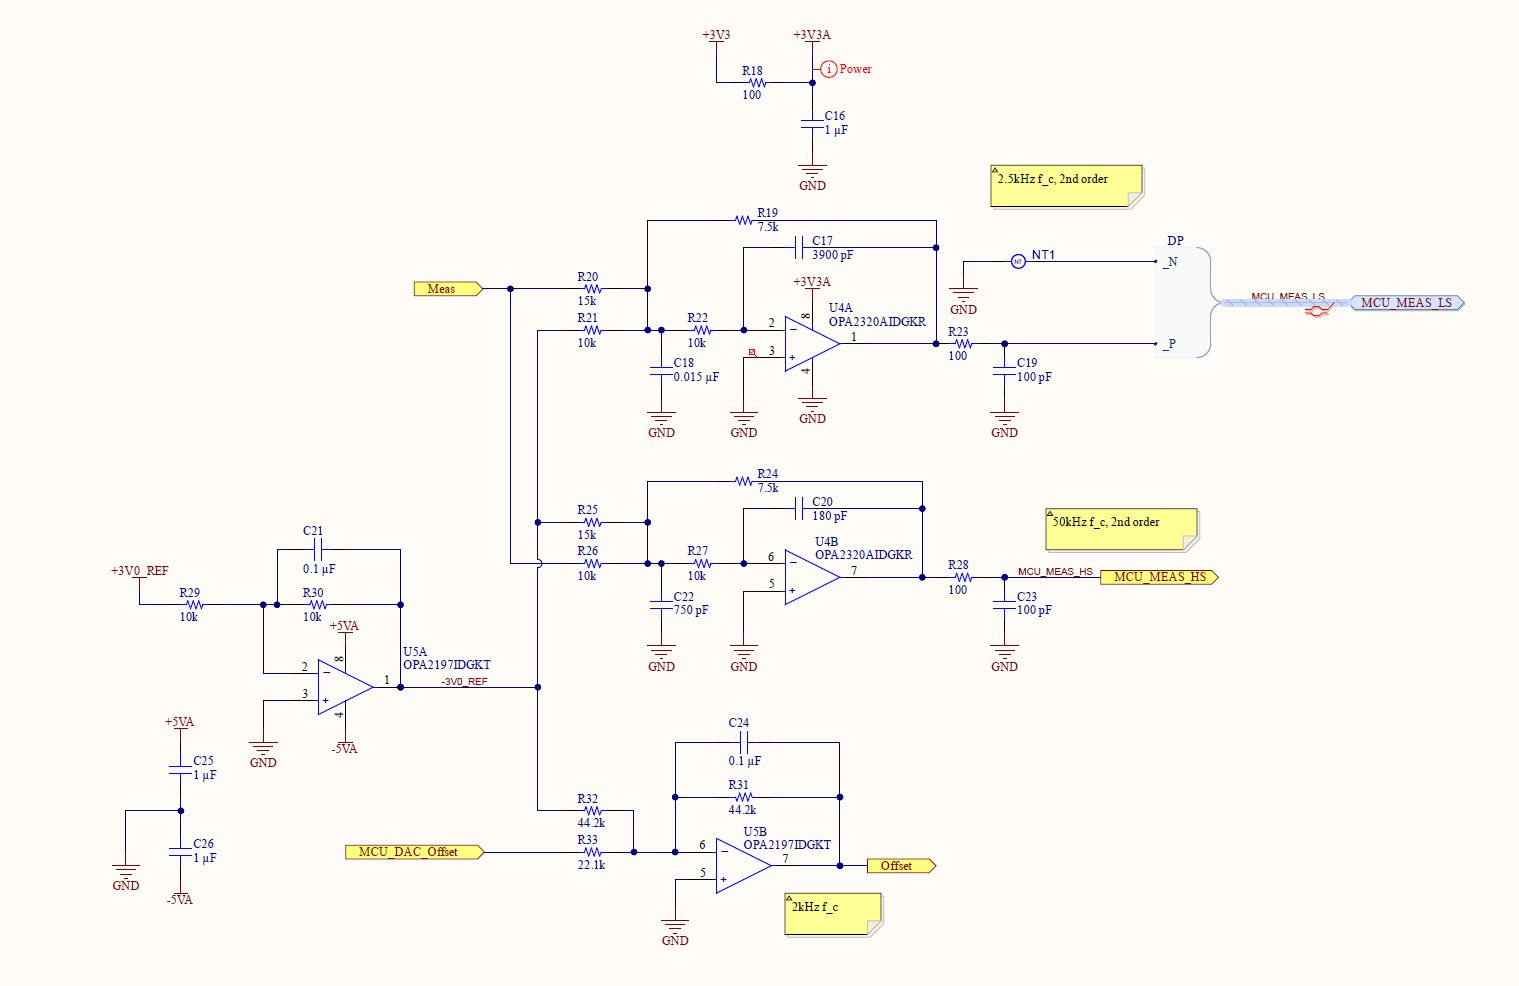 +3V3
+3V3A
i Power
R18
100
C16
1 µF
GND
2.5kHz f_c, 2nd order
R19
7.5k
C17
3900 pF
DP
_N
_P
NT NT1
GND
MCU_MEAS_LS
MCU_MEAS_LS
Meas
R20
15k
R21
10k
R22
10k
+3V3A
U4A
OPA2320AIDGKR
8
2
3
1
4
−
+
C18
0.015 µF
GND
GND
GND
R23
100
C19
100 pF
GND
R24
7.5k
C20
180 pF
50kHz f_c, 2nd order
R25
15k
R26
10k
R27
10k
U4B
OPA2320AIDGKR
6
5
7
−
+
C22
750 pF
GND
GND
R28
100
MCU_MEAS_HS
MCU_MEAS_HS
C23
100 pF
GND
C21
0.1 µF
+3V0_REF
R29
10k
R30
10k
+5VA
U5A
OPA2197IDGKT
8
2
3
1
4
−
+
-3V0_REF
-5VA
GND
+5VA
C25
1 µF
C26
1 µF
GND
-5VA
C24
0.1 µF
R31
44.2k
R32
44.2k
R33
22.1k
MCU_DAC_Offset
U5B
OPA2197IDGKT
6
5
7
−
+
Offset
2kHz f_c
GND